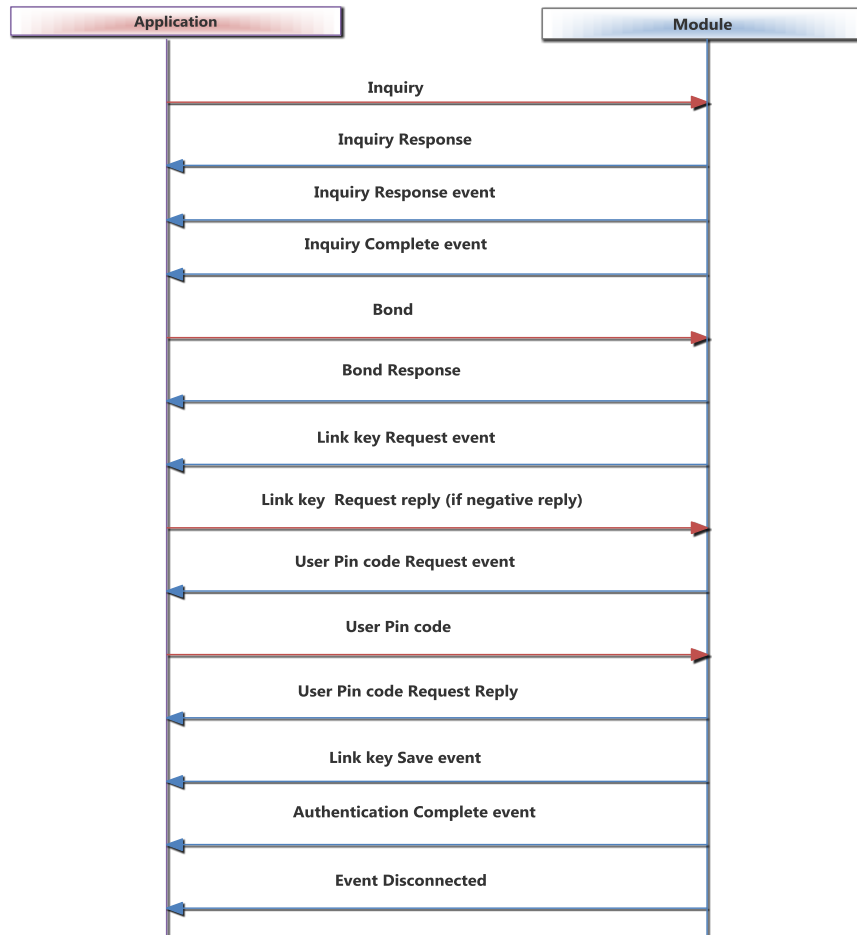 Application
Module
Inquiry
Inquiry Response
Inquiry Response event
Inquiry Complete event
Bond
Bond Response
Link key Request event
Link key  Request reply (if negative reply)
User Pin code Request event
User Pin code
User Pin code Request Reply
Link key Save event
Authentication Complete event
Event Disconnected